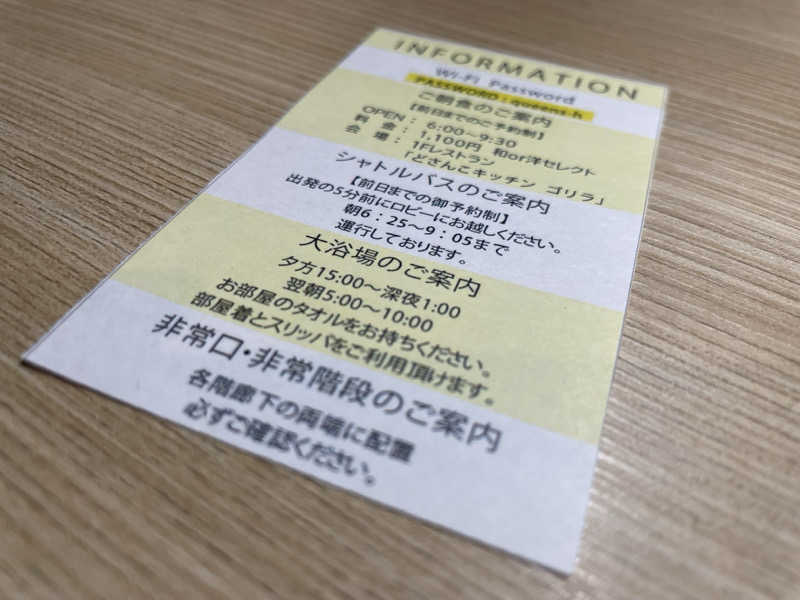 INFORMATION
Wi-Fi Password
PASSWORD：queens-h
ご朝食のご案内
【前日までのご予約制】
OPEN： 6:00～9:30
料　金： 1,100円　和or洋セレクト
会　場： 1Fレストラン
「どさんこキッチン ゴリラ」
シャトルバスのご案内
【前日までの御予約制】
出発の5分前にロビーにお越しください。
朝6：25～9：05まで
運行しております。
大浴場のご案内
夕方15:00～深夜1:00
翌朝5:00～10:00
お部屋のタオルをお持ちください。
部屋着とスリッパをご利用頂けます。
非常口・非常階段のご案内
各階廊下の両端に配置
必ずご確認ください。